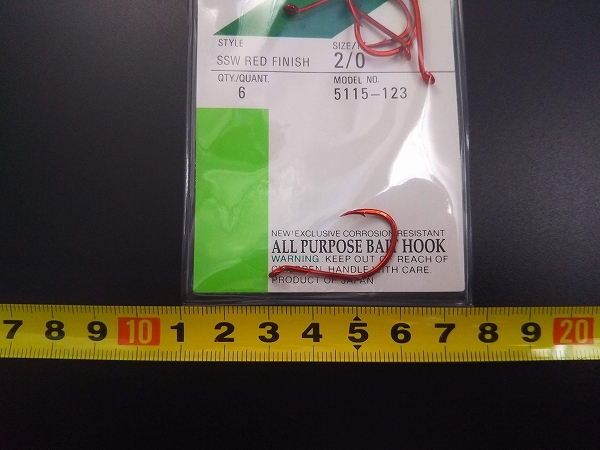 STYLE
SSW RED FINISH
SIZE/
2/0
QTY./QUANT.
6
MODEL NO.
5115-123
NEW! EXCLUSIVE CORROSION RESISTANT
ALL PURPOSE BAIT HOOK
WARNING: KEEP OUT OF REACH OF
CHILDREN. HANDLE WITH CARE.
PRODUCT OF JAPAN
7 8 9 10 1 2 3 4 5 6 7 8 9 20